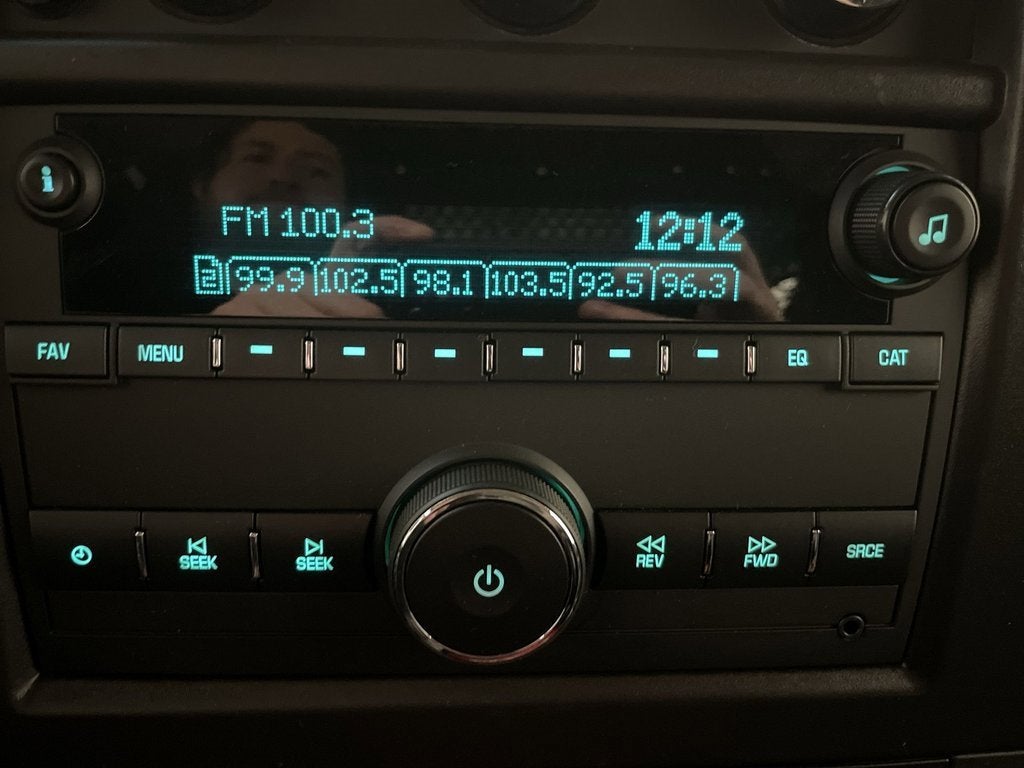 i
FM 100.3 12:12
2 99.9 102.5 98.1 103.5 92.5 96.3
FAV MENU EQ CAT
SEEK SEEK REV FWD SRCE